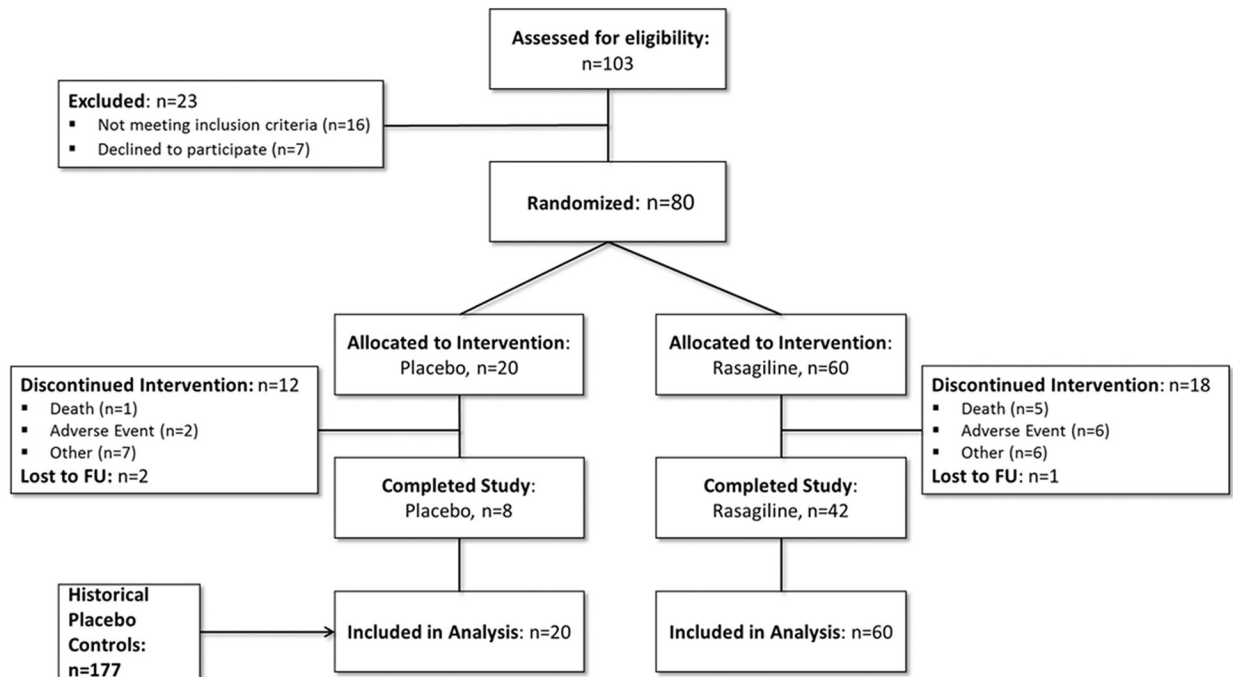 Assessed for eligibility:
n=103
Excluded: n=23
▪ Not meeting inclusion criteria (n=16)
▪ Declined to participate (n=7)
Randomized: n=80
Allocated to Intervention:
Placebo, n=20
Allocated to Intervention:
Rasagiline, n=60
Discontinued Intervention: n=12
▪ Death (n=1)
▪ Adverse Event (n=2)
▪ Other (n=7)
Lost to FU: n=2
Discontinued Intervention: n=18
▪ Death (n=5)
▪ Adverse Event (n=6)
▪ Other (n=6)
Lost to FU: n=1
Completed Study:
Placebo, n=8
Completed Study:
Rasagiline, n=42
Historical
Placebo
Controls:
n=177
Included in Analysis: n=20
Included in Analysis: n=60